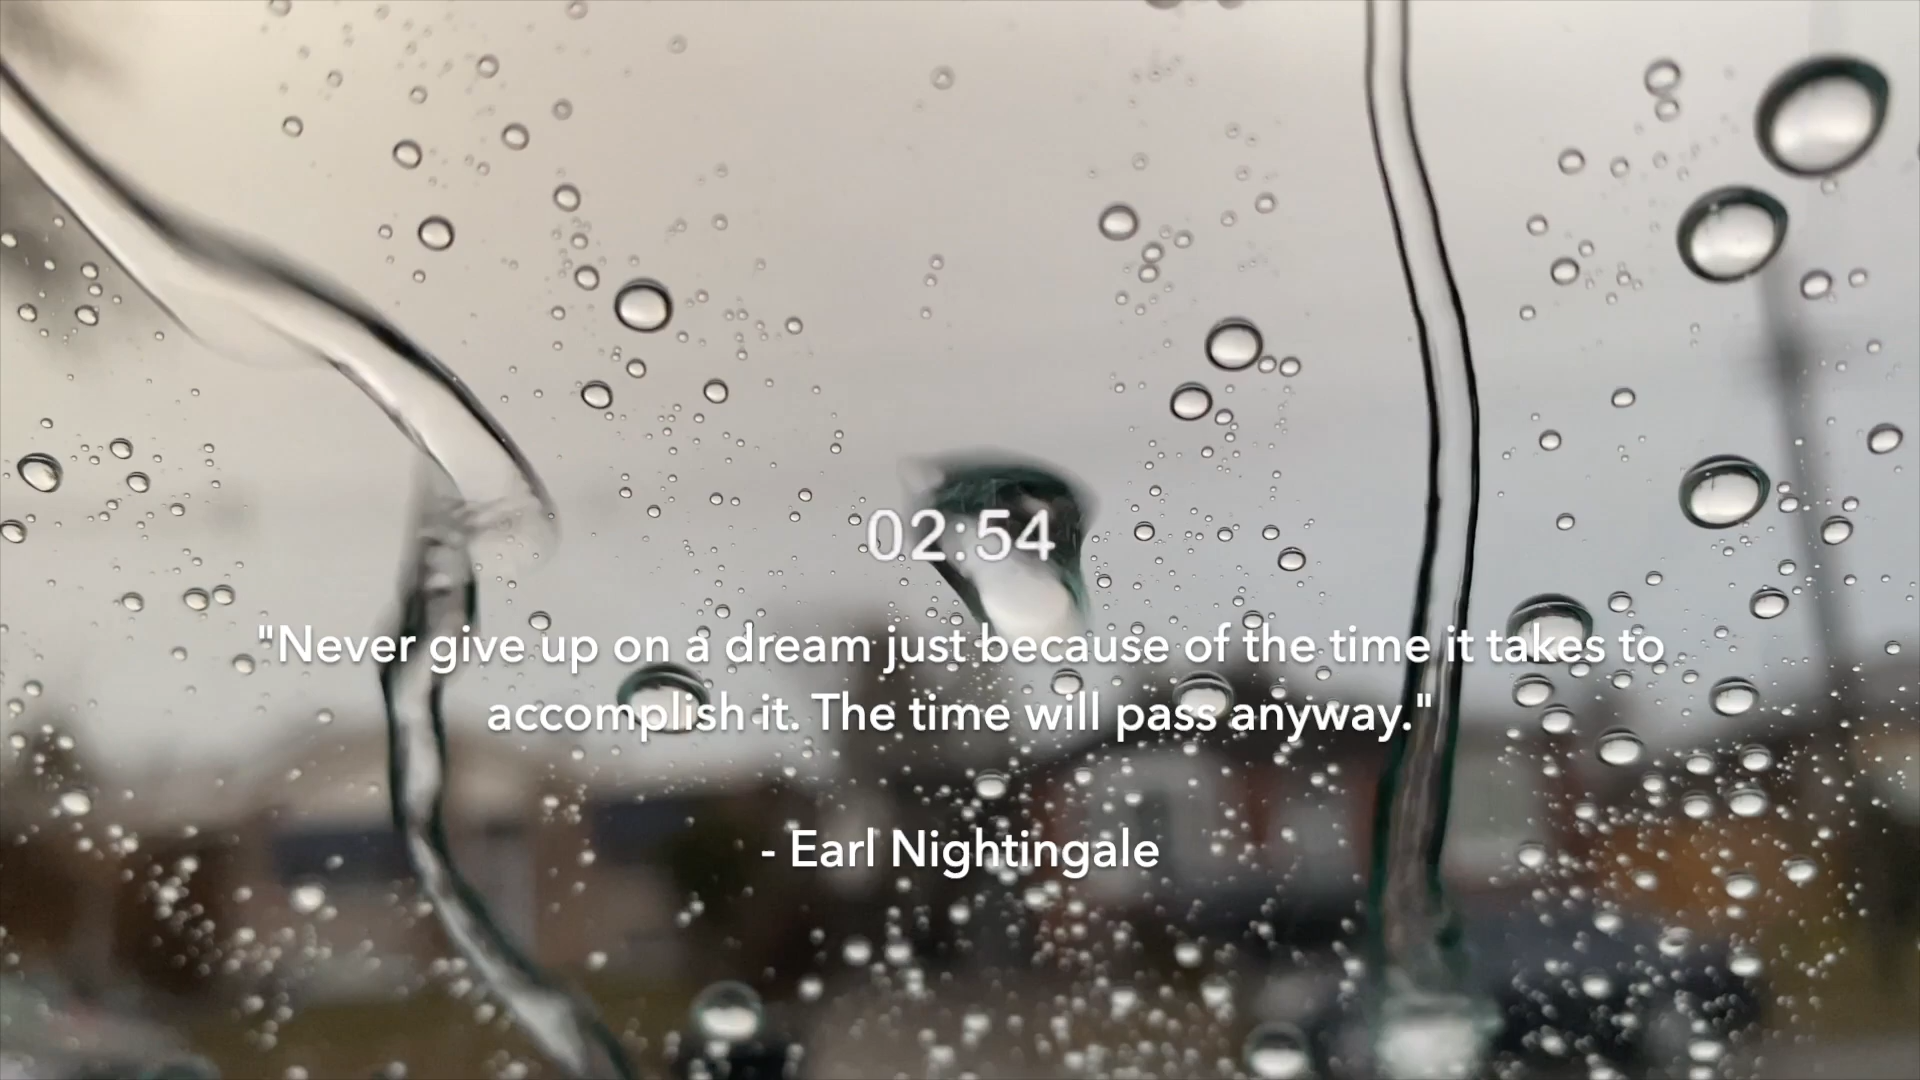 02:54
"Never give up on a dream just because of the time it takes to
accomplish it. The time will pass anyway."
- Earl Nightingale